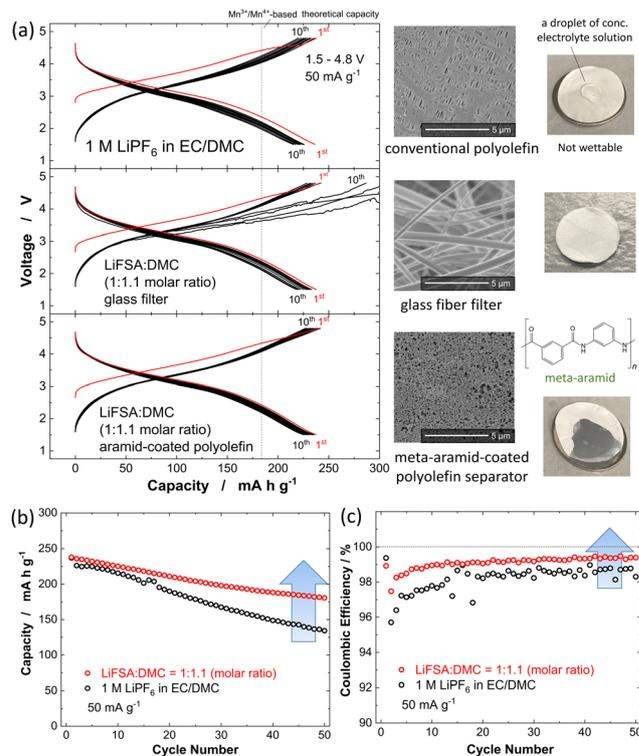 (a)
Mn3+/Mn4+-based theoretical capacity
10th
1st
1.5 - 4.8 V
50 mA g-1
1 M LiPF6 in EC/DMC
10th
1st
5
4
3
2
1
5 µm
conventional polyolefin
a droplet of conc.
electrolyte solution
Not wettable
1st
10th
LiFSA:DMC
(1:1.1 molar ratio)
glass filter
10th
1st
5
4
3
2
1
Voltage / V
5 µm
glass fiber filter
10th
1st
LiFSA:DMC
(1:1.1 molar ratio)
aramid-coated polyolefin
10th
1st
5
4
3
2
1
0 50 100 150 200 250 300
Capacity / mA h g-1
5 µm
meta-aramid-coated
polyolefin separator
O O
N H N H
n
meta-aramid
(b)
300
250
200
150
100
50
0
Capacity / mAh g-1
LiFSA:DMC = 1:1.1 (molar ratio)
1 M LiPF6 in EC/DMC
50 mA g-1
0 10 20 30 40 50
Cycle Number
(c)
102
100
98
96
94
92
90
Coulombic Efficiency / %
LiFSA:DMC = 1:1.1 (molar ratio)
1 M LiPF6 in EC/DMC
50 mA g-1
0 10 20 30 40 50
Cycle Number